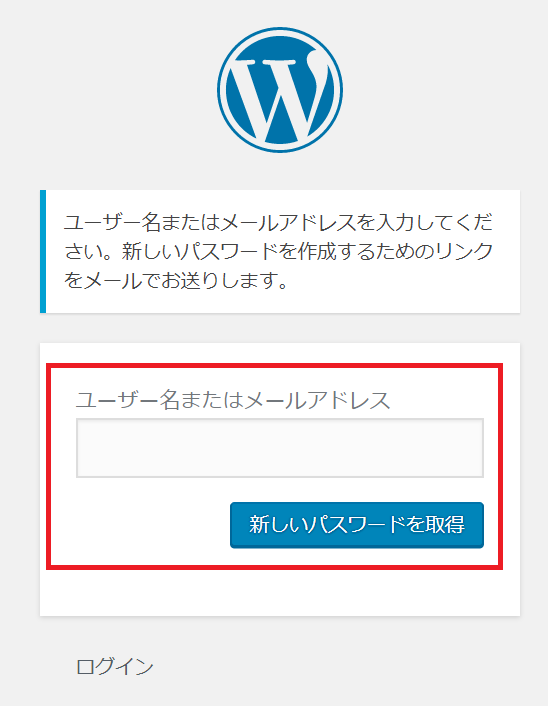 ユーザー名またはメールアドレスを入力してくだ
さい。新しいパスワードを作成するためのリンク
をメールでお送りします。
ユーザー名またはメールアドレス
新しいパスワードを取得
ログイン